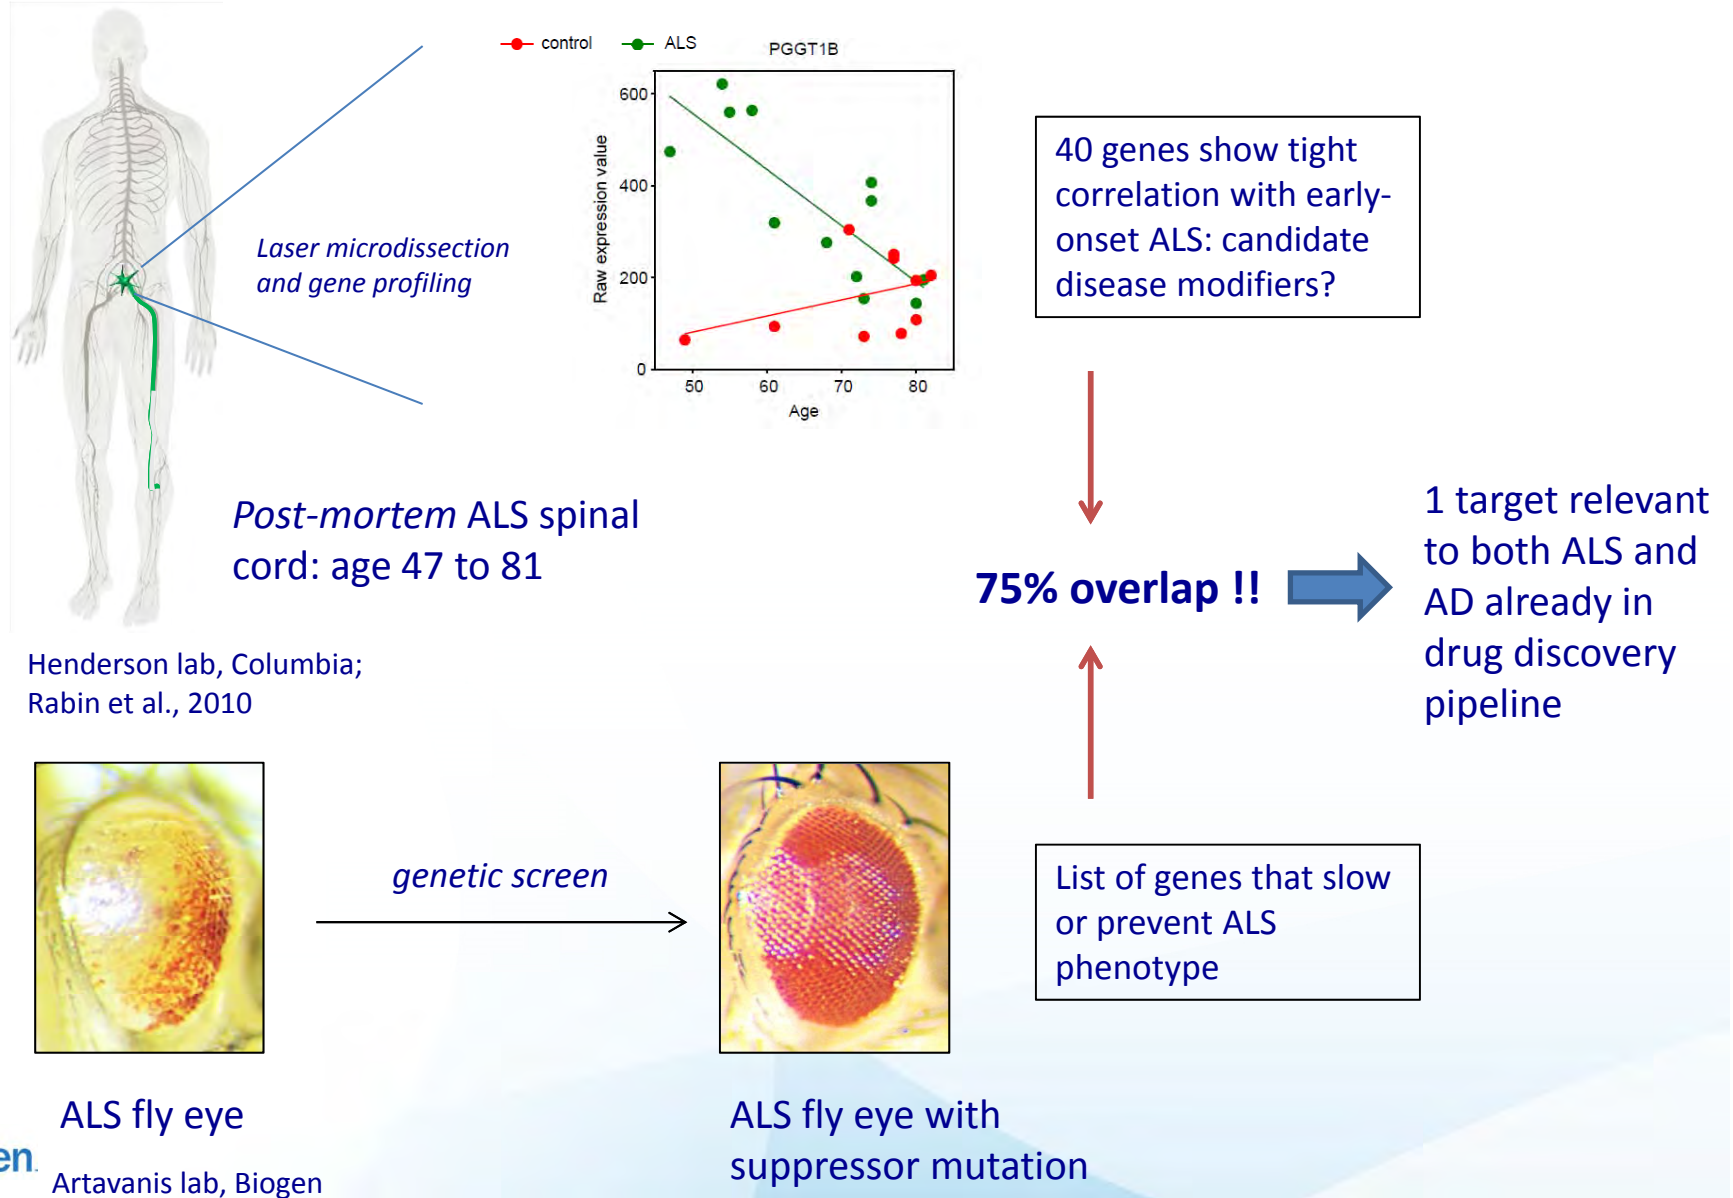 control
ALS
PGGT1B
600
400
200
0
50
60
70
80
Raw expression value
Age
Laser microdissection
and gene profiling
40 genes show tight
correlation with early-
onset ALS: candidate
disease modifiers?
Post-mortem ALS spinal
cord: age 47 to 81
75% overlap !!
1 target relevant
to both ALS and
AD already in
drug discovery
pipeline
Henderson lab, Columbia;
Rabin et al., 2010
genetic screen
List of genes that slow
or prevent ALS
phenotype
ALS fly eye
ALS fly eye with
suppressor mutation
en.
Artavanis lab, Biogen